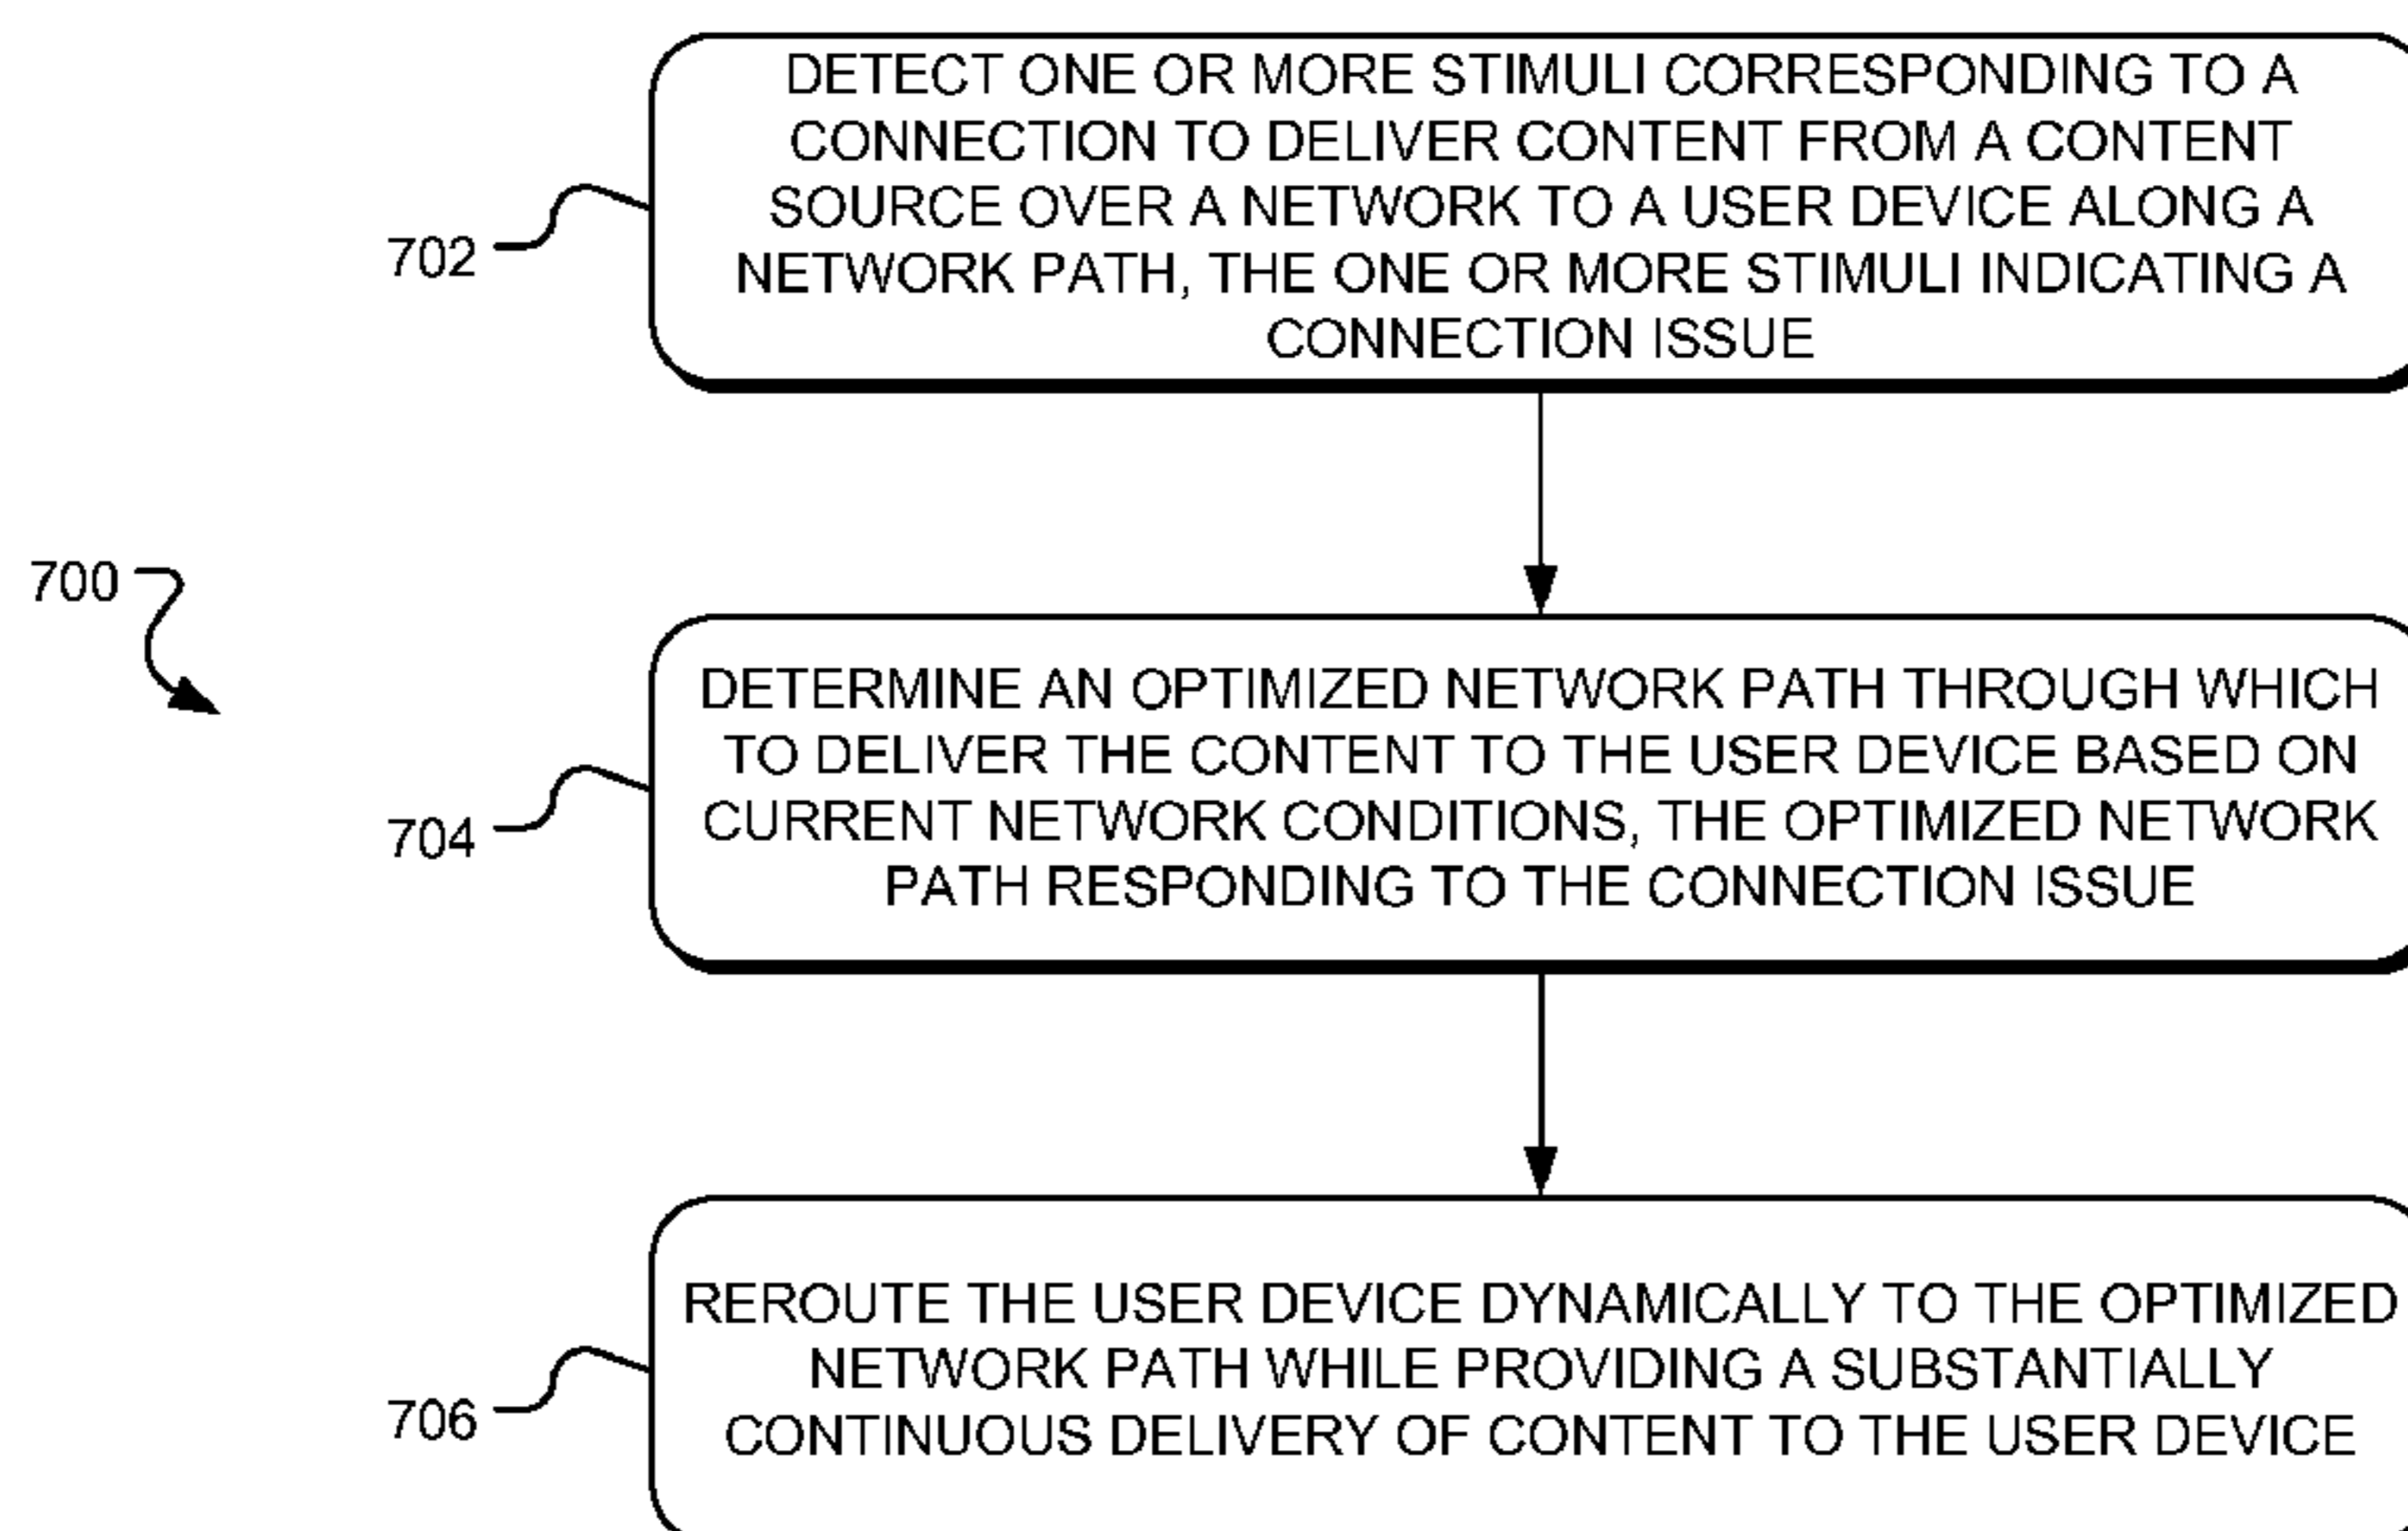 DETECT ONE OR MORE STIMULI CORRESPONDING TO A
CONNECTION TO DELIVER CONTENT FROM A CONTENT
SOURCE OVER A NETWORK TO A USER DEVICE ALONG A
NETWORK PATH, THE ONE OR MORE STIMULI INDICATING A
CONNECTION ISSUE
702
700
DETERMINE AN OPTIMIZED NETWORK PATH THROUGH WHICH
TO DELIVER THE CONTENT TO THE USER DEVICE BASED ON
CURRENT NETWORK CONDITIONS, THE OPTIMIZED NETWORK
PATH RESPONDING TO THE CONNECTION ISSUE
704
REROUTE THE USER DEVICE DYNAMICALLY TO THE OPTIMIZED
NETWORK PATH WHILE PROVIDING A SUBSTANTIALLY
CONTINUOUS DELIVERY OF CONTENT TO THE USER DEVICE
706